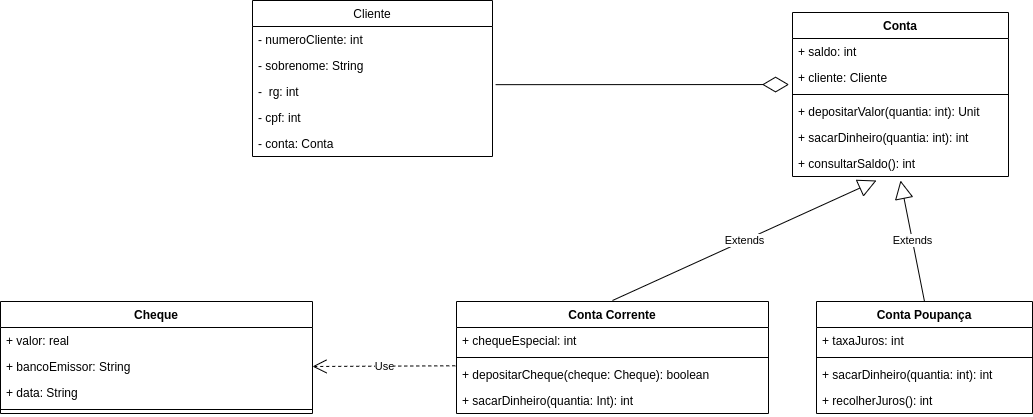 Cliente
- numeroCliente: int
- sobrenome: String
-  rg: int
- cpf: int
- conta: Conta
Conta
+ saldo: int
+ cliente: Cliente
+ depositarValor(quantia: int): Unit
+ sacarDinheiro(quantia: int): int
+ consultarSaldo(): int
Extends
Extends
Cheque
+ valor: real
+ bancoEmissor: String
+ data: String
Use
Conta Corrente
+ chequeEspecial: int
+ depositarCheque(cheque: Cheque): boolean
+ sacarDinheiro(quantia: Int): int
Conta Poupança
+ taxaJuros: int
+ sacarDinheiro(quantia: int): int
+ recolherJuros(): int